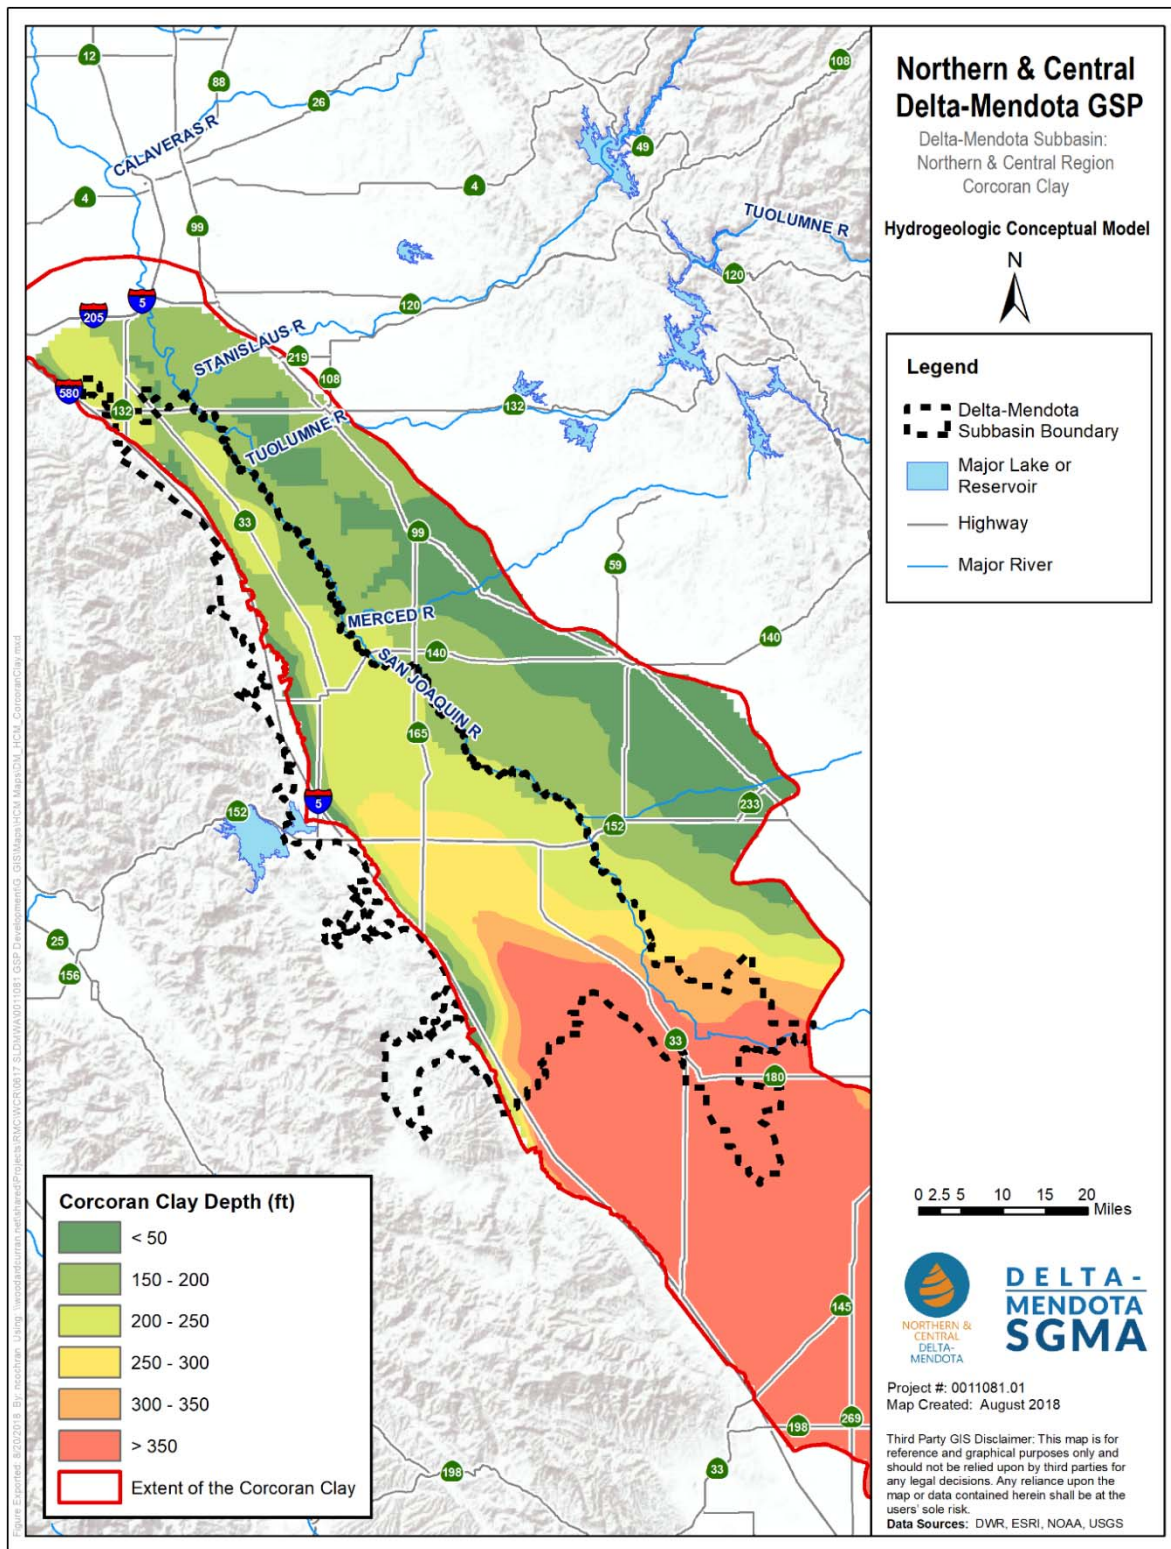 Northern & Central
Delta-Mendota GSP
Delta-Mendota Subbasin:
Northern & Central Region
Corcoran Clay
Hydrogeologic Conceptual Model
N
Legend
Delta-Mendota
Subbasin Boundary
Major Lake or
Reservoir
Highway
Major River
0 2.5 5 10 15 20
Miles
NORTHERN &
CENTRAL
DELTA-
MENDOTA
DELTA-
MENDOTA
SGMA
Project #: 0011081.01
Map Created: August 2018
Third Party GIS Disclaimer: This map is for
reference and graphical purposes only and
should not be relied upon by third parties for
any legal decisions. Any reliance upon the
map or data contained herein shall be at the
users' sole risk.
Data Sources: DWR, ESRI, NOAA, USGS
12
88
108
26
CALAVERAS R
49
4
4
99
TUOLUMNE R
120
5
205
120
STANISLAUS R
219
108
580
132
132
TUOLUMNE R
33
99
59
MERCED R
140
140
SAN JOAQUIN R
165
5
152
233
152
25
156
33
180
145
269
198
198
33
Corcoran Clay Depth (ft)
< 50
150 - 200
200 - 250
250 - 300
300 - 350
> 350
Extent of the Corcoran Clay